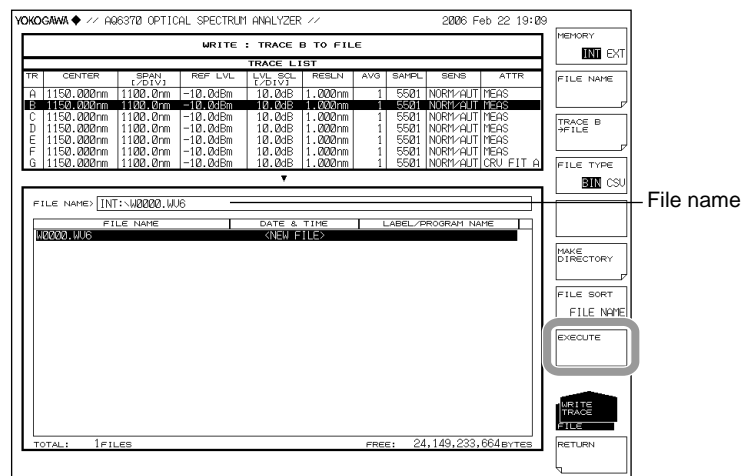 YOKOGAWA ◆ // AQ6370 OPTICAL SPECTRUM ANALYZER // 2006 Feb 22 19:09
WRITE : TRACE B TO FILE
TRACE LIST
TR CENTER SPAN [/DIV] REF LVL LVL SCL [/DIV] RESLN AVG SAMPL SENS ATTR
A 1150.000nm 1100.0nm -10.0dBm 10.0dB 1.000nm 1 5501 NORM/AUT MEAS
B 1150.000nm 1100.0nm -10.0dBm 10.0dB 1.000nm 1 5501 NORM/AUT MEAS
C 1150.000nm 1100.0nm -10.0dBm 10.0dB 1.000nm 1 5501 NORM/AUT MEAS
D 1150.000nm 1100.0nm -10.0dBm 10.0dB 1.000nm 1 5501 NORM/AUT MEAS
E 1150.000nm 1100.0nm -10.0dBm 10.0dB 1.000nm 1 5501 NORM/AUT MEAS
F 1150.000nm 1100.0nm -10.0dBm 10.0dB 1.000nm 1 5501 NORM/AUT MEAS
G 1150.000nm 1100.0nm -10.0dBm 10.0dB 1.000nm 1 5501 NORM/AUT CRV FIT A
▼
FILE NAME> INT:\W0000.WV6
FILE NAME DATE & TIME LABEL/PROGRAM NAME
W0000.WV6 <NEW FILE>
TOTAL: 1FILES FREE: 24,149,233,664BYTES
MEMORY
INT EXT
FILE NAME
TRACE B
→FILE
FILE TYPE
BIN CSV
MAKE
DIRECTORY
FILE SORT
FILE NAME
EXECUTE
WRITE
TRACE
FILE
RETURN
File name